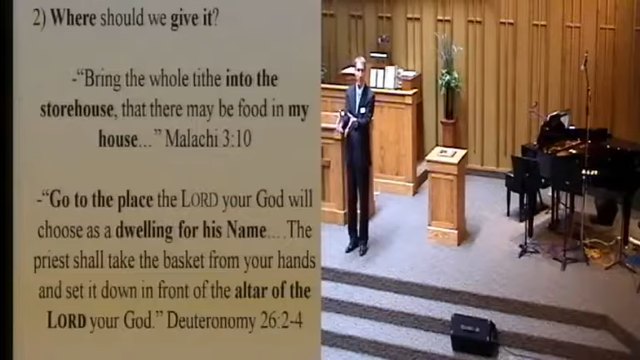 2) Where should we give it?
-“Bring the whole tithe into the
storehouse, that there may be food in my
house…” Malachi 3:10
-“Go to the place the LORD your God will
choose as a dwelling for his Name…. The
priest shall take the basket from your hands
and set it down in front of the altar of the
LORD your God.” Deuteronomy 26:2-4